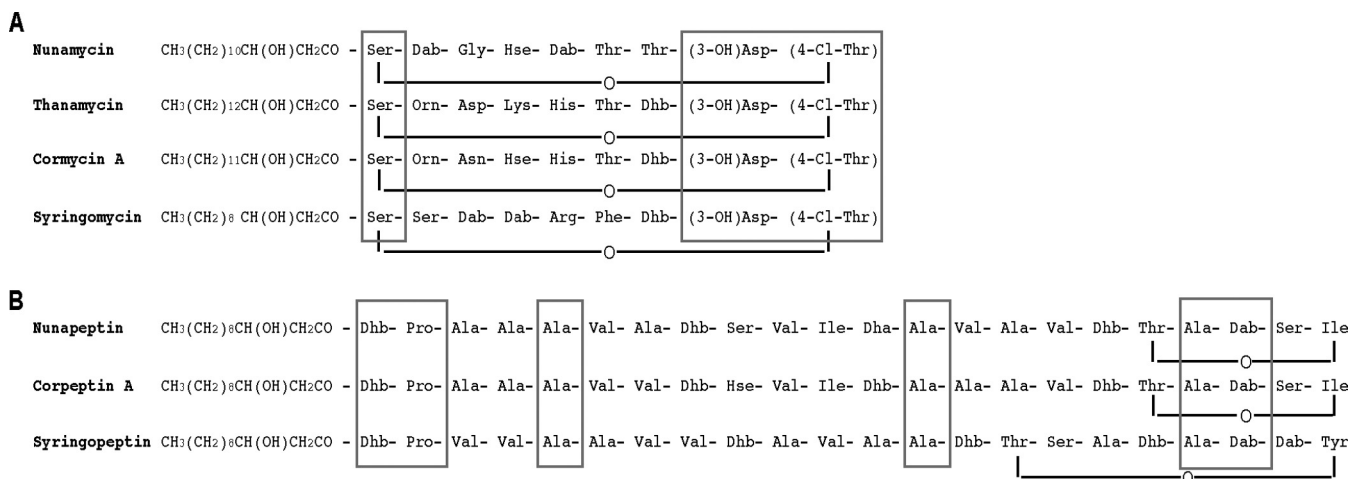 A
Nunamycin CH3(CH2)10CH(OH)CH2CO - Ser- Dab- Gly- Hse- Dab- Thr- Thr- (3-OH)Asp- (4-Cl-Thr)
O
Thanamycin CH3(CH2)12CH(OH)CH2CO - Ser- Orn- Asp- Lys- His- Thr- Dhb- (3-OH)Asp- (4-Cl-Thr)
O
Cormycin A CH3(CH2)11CH(OH)CH2CO - Ser- Orn- Asn- Hse- His- Thr- Dhb- (3-OH)Asp- (4-Cl-Thr)
O
Syringomycin CH3(CH2)8 CH(OH)CH2CO - Ser- Ser- Dab- Dab- Arg- Phe- Dhb- (3-OH)Asp- (4-Cl-Thr)
O
B
Nunapeptin CH3(CH2)8CH(OH)CH2CO - Dhb- Pro- Ala- Ala- Ala- Val- Ala- Dhb- Ser- Val- Ile- Dha- Ala- Val- Ala- Val- Dhb- Thr- Ala- Dab- Ser- Ile
O
Corpeptin A CH3(CH2)8CH(OH)CH2CO - Dhb- Pro- Ala- Ala- Ala- Val- Val- Dhb- Hse- Val- Ile- Dhb- Ala- Ala- Ala- Val- Dhb- Thr- Ala- Dab- Ser- Ile
O
Syringopeptin CH3(CH2)8CH(OH)CH2CO - Dhb- Pro- Val- Val- Ala- Ala- Val- Val- Dhb- Ala- Val- Ala- Ala- Dhb- Thr- Ser- Ala- Dhb- Ala- Dab- Dab- Tyr
O